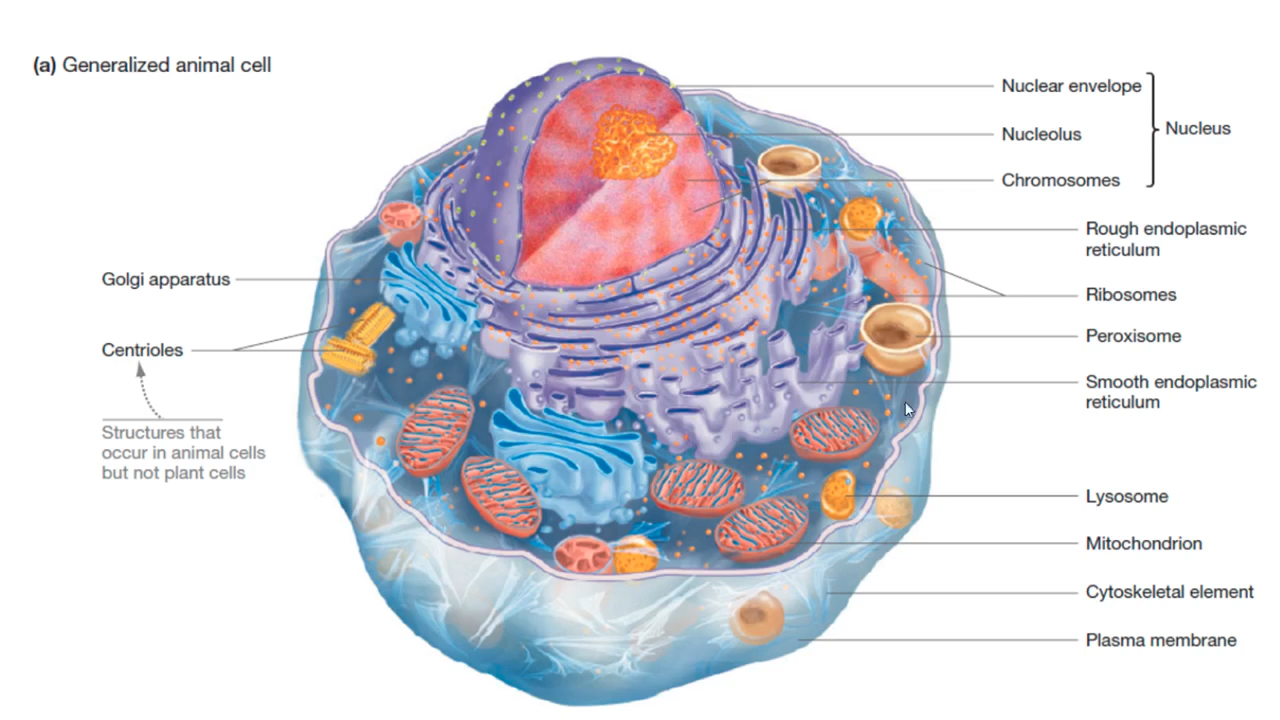 (a) Generalized animal cell
Nuclear envelope
Nucleolus
Nucleus
Chromosomes
Rough endoplasmic
reticulum
Golgi apparatus
Ribosomes
Peroxisome
Centrioles
Smooth endoplasmic
reticulum
Structures that
occur in animal cells
but not plant cells
Lysosome
Mitochondrion
Cytoskeletal element
Plasma membrane